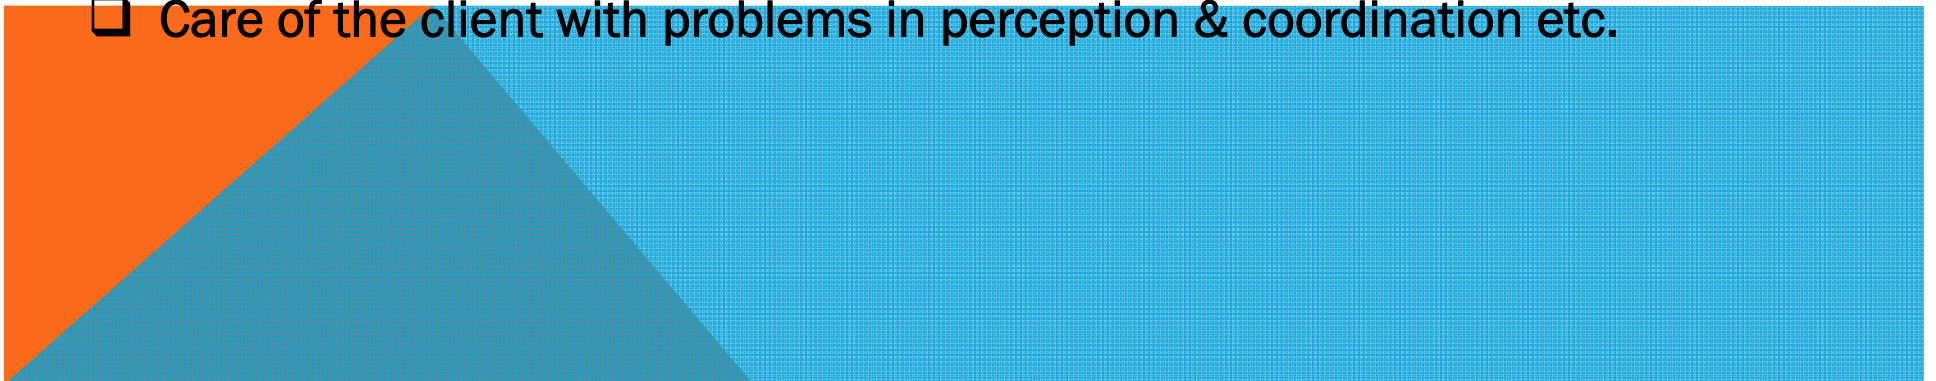 ❑ Care of the client with problems in perception & coordination etc.